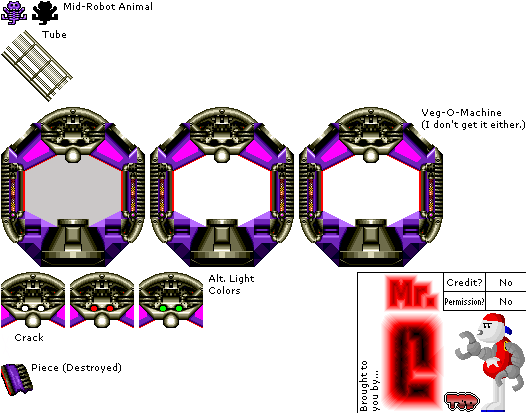 Mid-Robot Animal
Tube
Veg-O-Machine
(I don't get it either.)
Alt. Light
Colors
Crack
Piece (Destroyed)
Mr.
C
Credit? No
Permission? No
Brought to
you by...